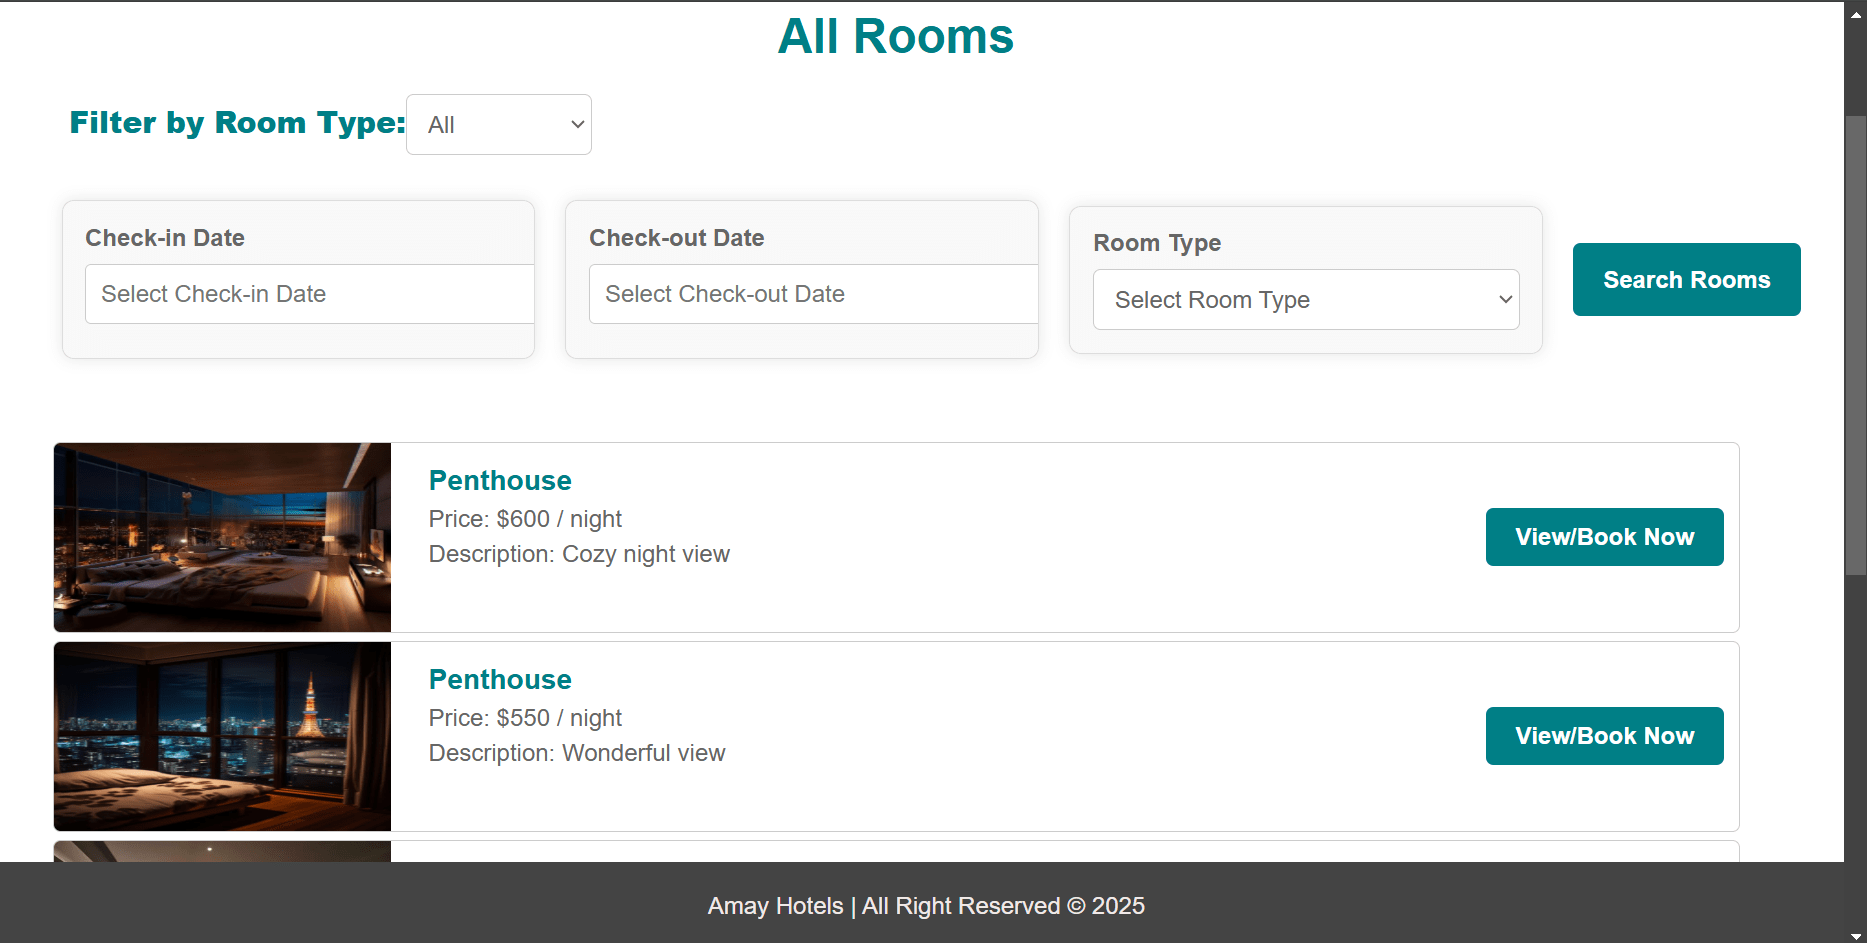 All Rooms
Filter by Room Type: All
Check-in Date
Select Check-in Date
Check-out Date
Select Check-out Date
Room Type
Select Room Type
Search Rooms
Penthouse
Price: $600 / night
Description: Cozy night view
View/Book Now
Penthouse
Price: $550 / night
Description: Wonderful view
View/Book Now
Amay Hotels | All Right Reserved © 2025